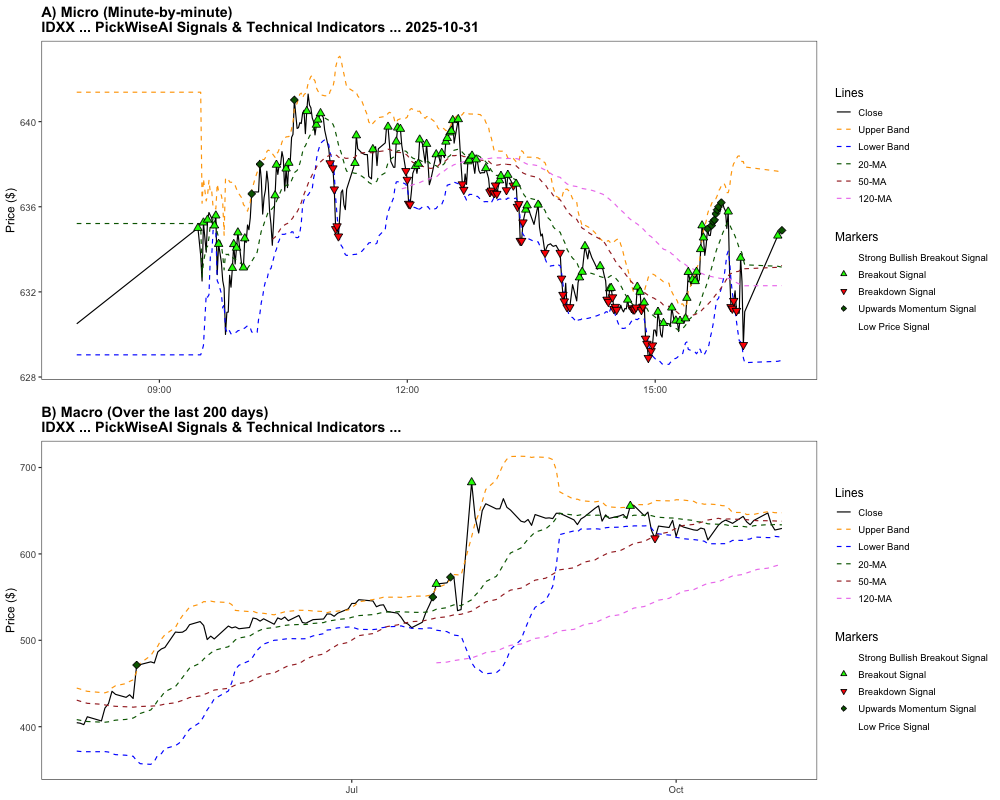 A) Micro (Minute-by-minute)
IDXX ... PickWiseAI Signals & Technical Indicators ... 2025-10-31
Price ($)
640
636
632
628
09:00
12:00
15:00
Lines
Close
Upper Band
Lower Band
20-MA
50-MA
120-MA
Markers
Strong Bullish Breakout Signal
Breakout Signal
Breakdown Signal
Upwards Momentum Signal
Low Price Signal
B) Macro (Over the last 200 days)
IDXX ... PickWiseAI Signals & Technical Indicators ...
Price ($)
700
600
500
400
Jul
Oct
Lines
Close
Upper Band
Lower Band
20-MA
50-MA
120-MA
Markers
Strong Bullish Breakout Signal
Breakout Signal
Breakdown Signal
Upwards Momentum Signal
Low Price Signal